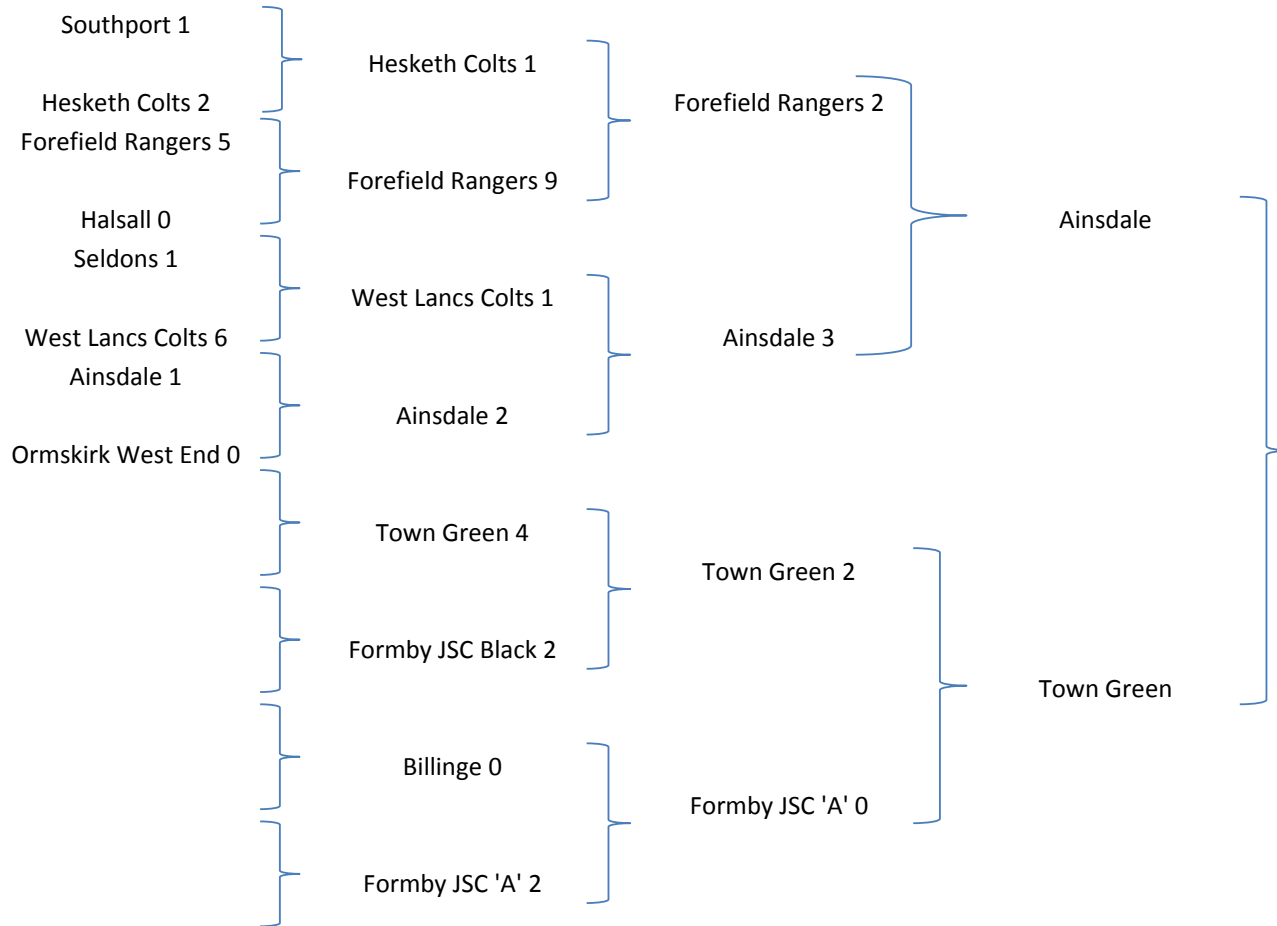 Southport 1
Hesketh Colts 2
Forefield Rangers 5
Halsall 0
Seldons 1
West Lancs Colts 6
Ainsdale 1
Ormskirk West End 0
Hesketh Colts 1
Forefield Rangers 9
West Lancs Colts 1
Ainsdale 2
Town Green 4
Formby JSC Black 2
Billinge 0
Formby JSC 'A' 2
Forefield Rangers 2
Ainsdale 3
Town Green 2
Formby JSC 'A' 0
Ainsdale
Town Green